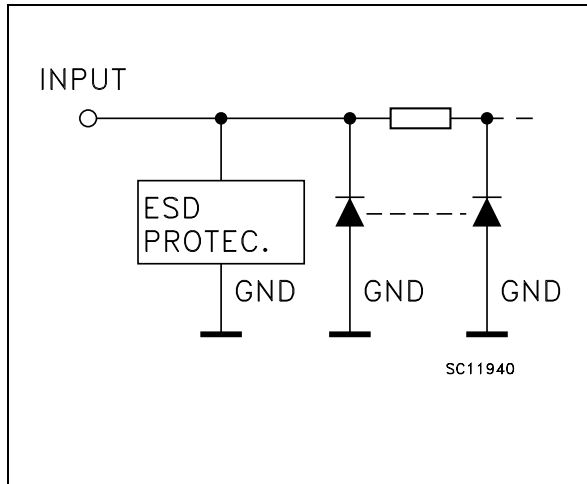 INPUT
ESD
PROTEC.
GND
GND
GND
SC11940